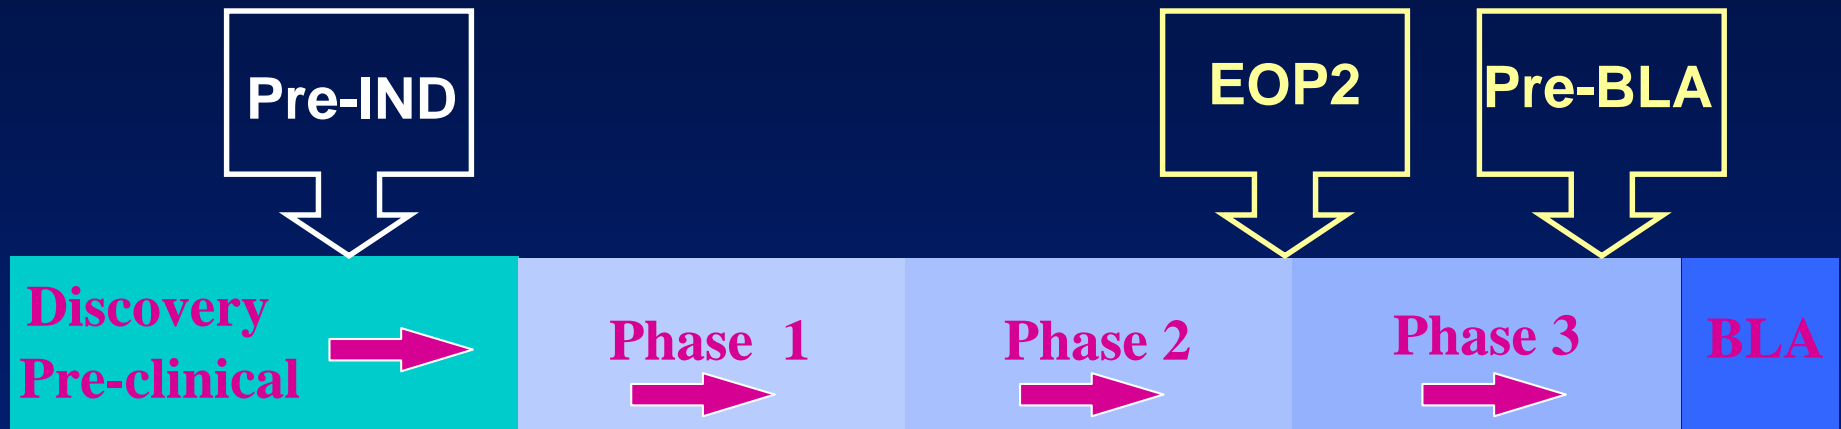 Pre-IND
EOP2
Pre-BLA
Discovery
Pre-clinical
Phase 1
Phase 2
Phase 3
BLA